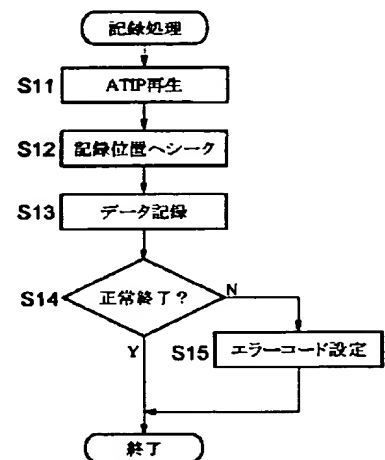 記録処理
S11 ATIP再生
S12 記録位置へシーク
S13 データ記録
S14 正常終了?
N
Y
S15 エラーコード設定
終了